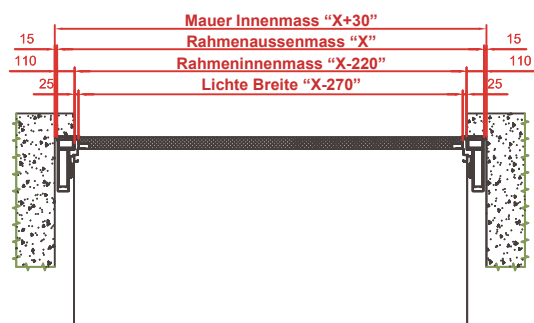 Mauer Innenmass “X+30”
15 Rahmenaussenmass “X” 15
110 Rahmeninnenmass “X-220” 110
25 Lichte Breite “X-270” 25